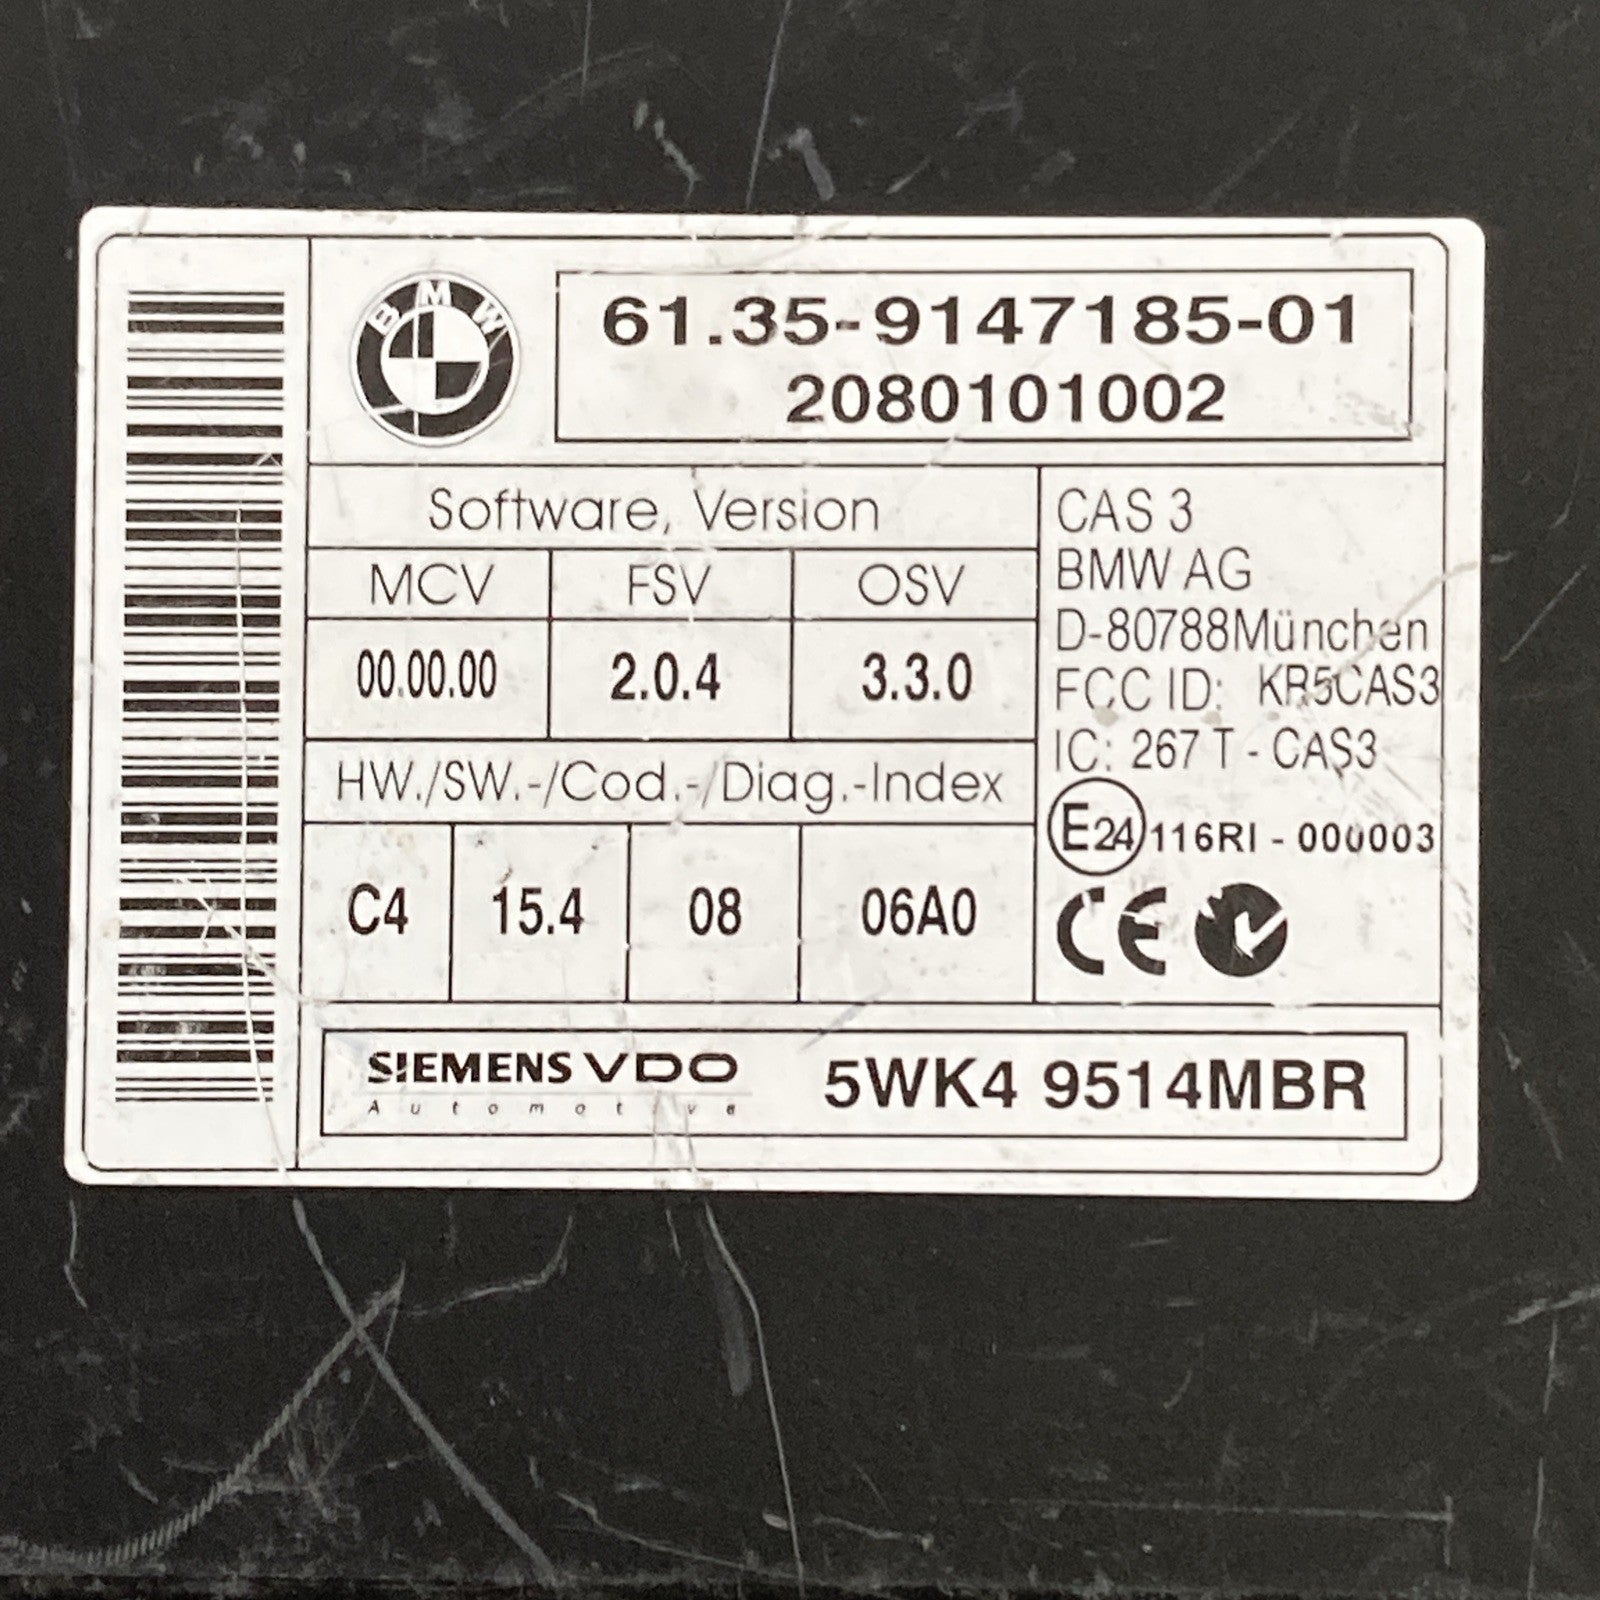 BMW
61.35-9147185-01
2080101002
Software, Version
MCV FSV OSV
00.00.00 2.0.4 3.3.0
HW./SW.-/Cod.-/Diag.-Index
C4 15.4 08 06A0
CAS 3
BMW AG
D-80788München
FCC ID: KR5CAS3
IC: 267 T - CAS3
E24 116RI - 000003
CE
SIEMENS VDO
Automotive
5WK4 9514MBR